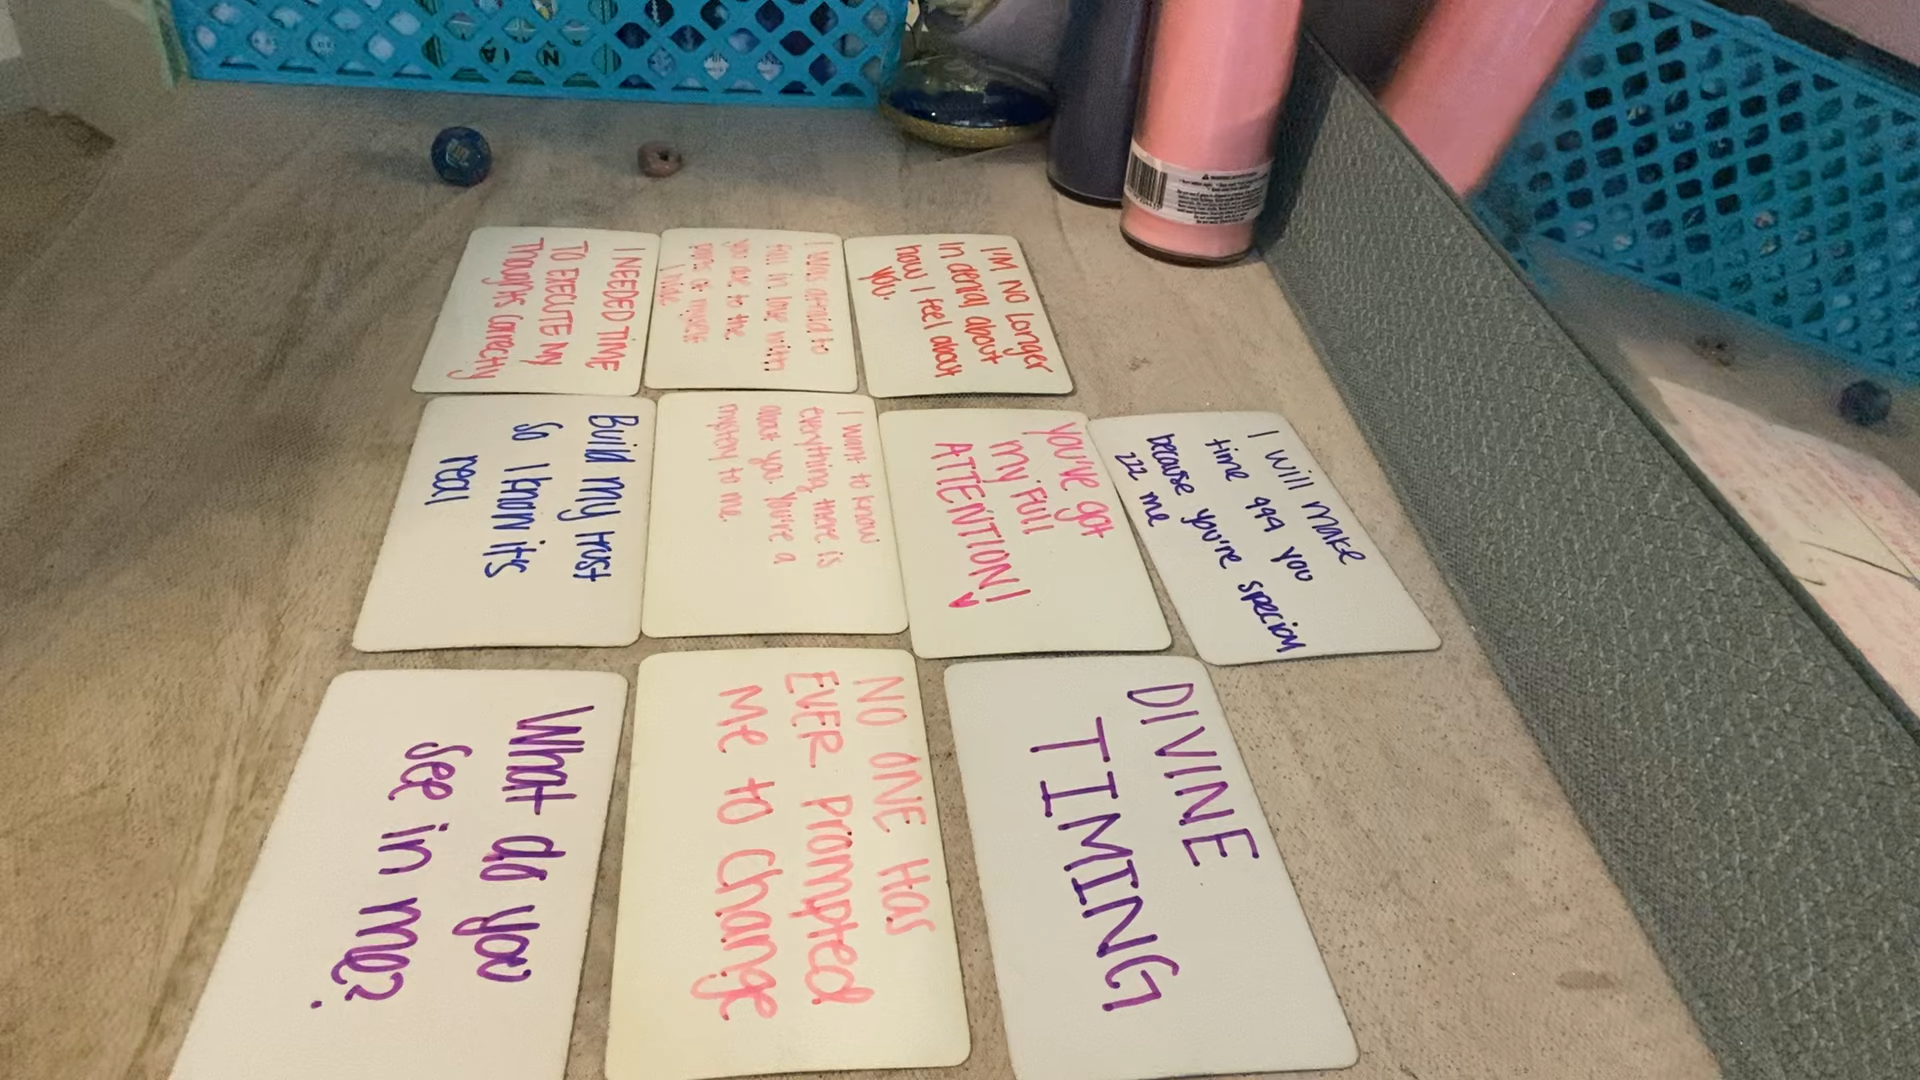 I NEEDED TIME
TO EXECUTE MY
Thoughts correctly
I was afraid to
fall in love with
you due to the
parts of myself
I hide
I'M NO Longer
In denial about
how I feel about
you.
Build my trust
so I know it's
real
I want to know
everything there is
about you. You're a
mystery to me.
You've got
my Full
ATTENTION!
I will make
time 444 you
because you're special
222 me
What do you
see in me?
NO ONE Has
EVER Prompted
Me to Change
DIVINE
TIMING